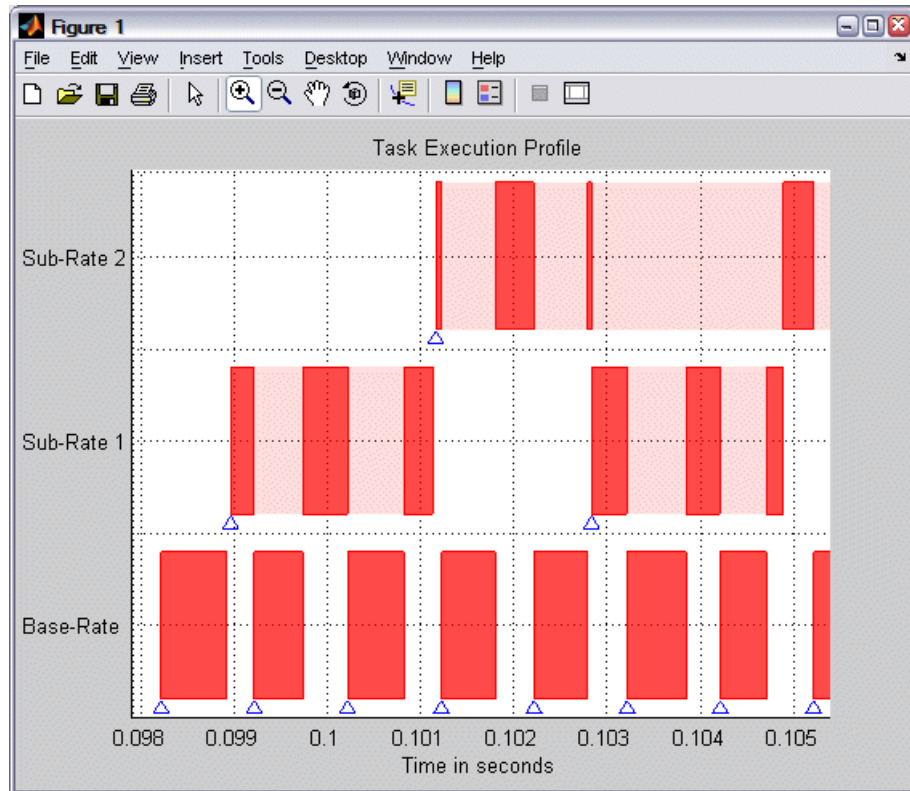 Figure 1
File Edit View Insert Tools Desktop Window Help
Task Execution Profile
Sub-Rate 2
Sub-Rate 1
Base-Rate
0.098 0.099 0.1 0.101 0.102 0.103 0.104 0.105
Time in seconds